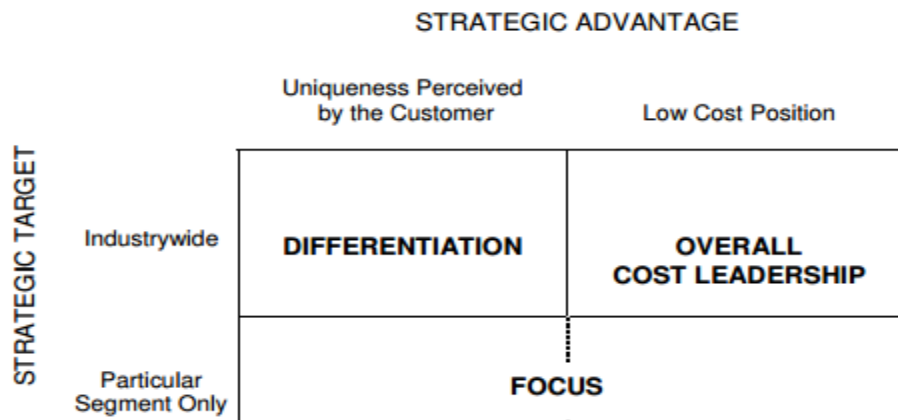 STRATEGIC ADVANTAGE
Uniqueness Perceived
by the Customer
Low Cost Position
STRATEGIC TARGET
Industrywide
DIFFERENTIATION
OVERALL
COST LEADERSHIP
Particular
Segment Only
FOCUS